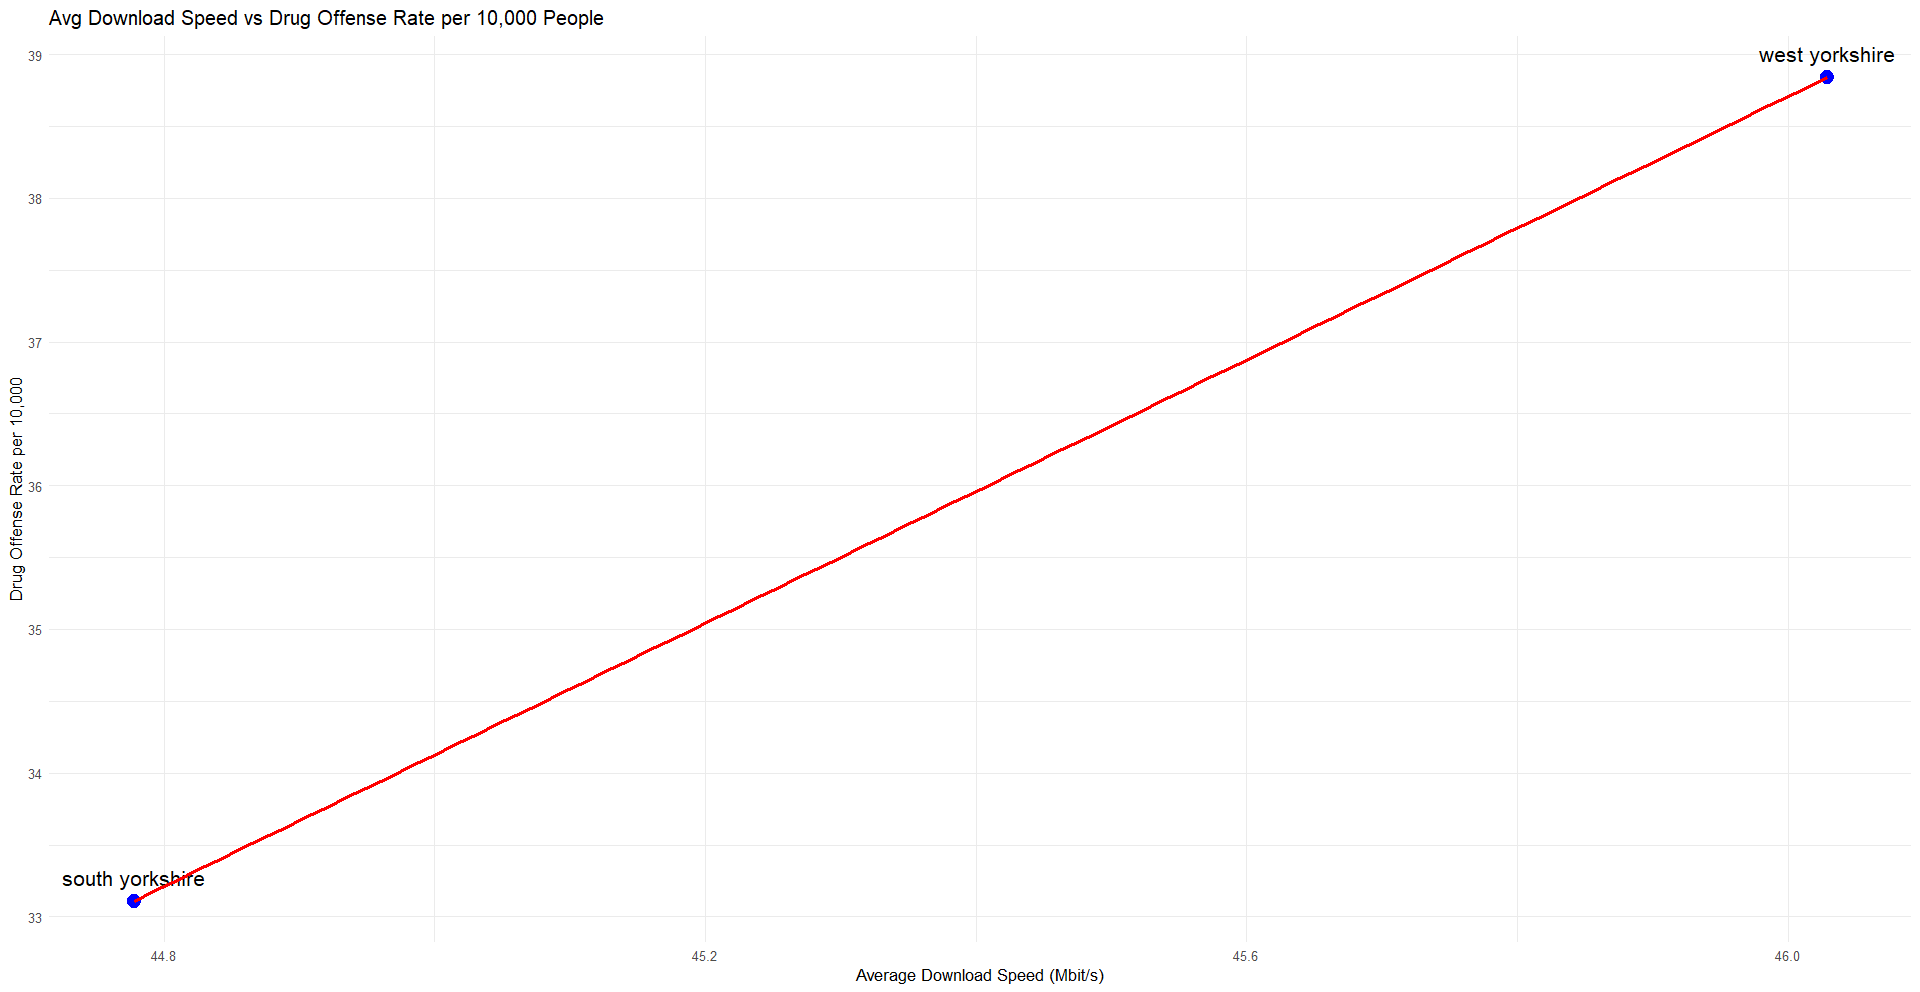 Avg Download Speed vs Drug Offense Rate per 10,000 People
west yorkshire
south yorkshire
39
38
37
36
35
34
33
Drug Offense Rate per 10,000
44.8
45.2
45.6
46.0
Average Download Speed (Mbit/s)